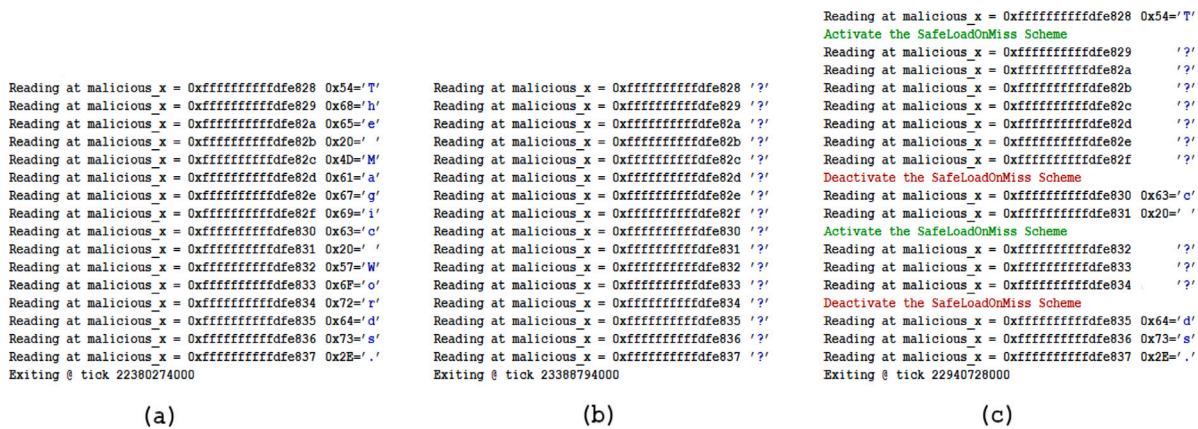 Reading at malicious_x = 0xffffffffffdfe828 0x54='T'
Reading at malicious_x = 0xffffffffffdfe829 0x68='h'
Reading at malicious_x = 0xffffffffffdfe82a 0x65='e'
Reading at malicious_x = 0xffffffffffdfe82b 0x20=' '
Reading at malicious_x = 0xffffffffffdfe82c 0x4D='M'
Reading at malicious_x = 0xffffffffffdfe82d 0x61='a'
Reading at malicious_x = 0xffffffffffdfe82e 0x67='g'
Reading at malicious_x = 0xffffffffffdfe82f 0x69='i'
Reading at malicious_x = 0xffffffffffdfe830 0x63='c'
Reading at malicious_x = 0xffffffffffdfe831 0x20=' '
Reading at malicious_x = 0xffffffffffdfe832 0x57='W'
Reading at malicious_x = 0xffffffffffdfe833 0x6F='o'
Reading at malicious_x = 0xffffffffffdfe834 0x72='r'
Reading at malicious_x = 0xffffffffffdfe835 0x64='d'
Reading at malicious_x = 0xffffffffffdfe836 0x73='s'
Reading at malicious_x = 0xffffffffffdfe837 0x2E='.'
Exiting @ tick 22380274000
(a)
Reading at malicious_x = 0xffffffffffdfe828 '?'
Reading at malicious_x = 0xffffffffffdfe829 '?'
Reading at malicious_x = 0xffffffffffdfe82a '?'
Reading at malicious_x = 0xffffffffffdfe82b '?'
Reading at malicious_x = 0xffffffffffdfe82c '?'
Reading at malicious_x = 0xffffffffffdfe82d '?'
Reading at malicious_x = 0xffffffffffdfe82e '?'
Reading at malicious_x = 0xffffffffffdfe82f '?'
Reading at malicious_x = 0xffffffffffdfe830 '?'
Reading at malicious_x = 0xffffffffffdfe831 '?'
Reading at malicious_x = 0xffffffffffdfe832 '?'
Reading at malicious_x = 0xffffffffffdfe833 '?'
Reading at malicious_x = 0xffffffffffdfe834 '?'
Reading at malicious_x = 0xffffffffffdfe835 '?'
Reading at malicious_x = 0xffffffffffdfe836 '?'
Reading at malicious_x = 0xffffffffffdfe837 '?'
Exiting @ tick 23388794000
(b)
Reading at malicious_x = 0xffffffffffdfe828 0x54='T'
Activate the SafeLoadOnMiss Scheme
Reading at malicious_x = 0xffffffffffdfe829 '?'
Reading at malicious_x = 0xffffffffffdfe82a '?'
Reading at malicious_x = 0xffffffffffdfe82b '?'
Reading at malicious_x = 0xffffffffffdfe82c '?'
Reading at malicious_x = 0xffffffffffdfe82d '?'
Reading at malicious_x = 0xffffffffffdfe82e '?'
Reading at malicious_x = 0xffffffffffdfe82f '?'
Deactivate the SafeLoadOnMiss Scheme
Reading at malicious_x = 0xffffffffffdfe830 0x63='c'
Reading at malicious_x = 0xffffffffffdfe831 0x20=' '
Activate the SafeLoadOnMiss Scheme
Reading at malicious_x = 0xffffffffffdfe832 '?'
Reading at malicious_x = 0xffffffffffdfe833 '?'
Reading at malicious_x = 0xffffffffffdfe834 '?'
Deactivate the SafeLoadOnMiss Scheme
Reading at malicious_x = 0xffffffffffdfe835 0x64='d'
Reading at malicious_x = 0xffffffffffdfe836 0x73='s'
Reading at malicious_x = 0xffffffffffdfe837 0x2E='.'
Exiting @ tick 22940728000
(c)